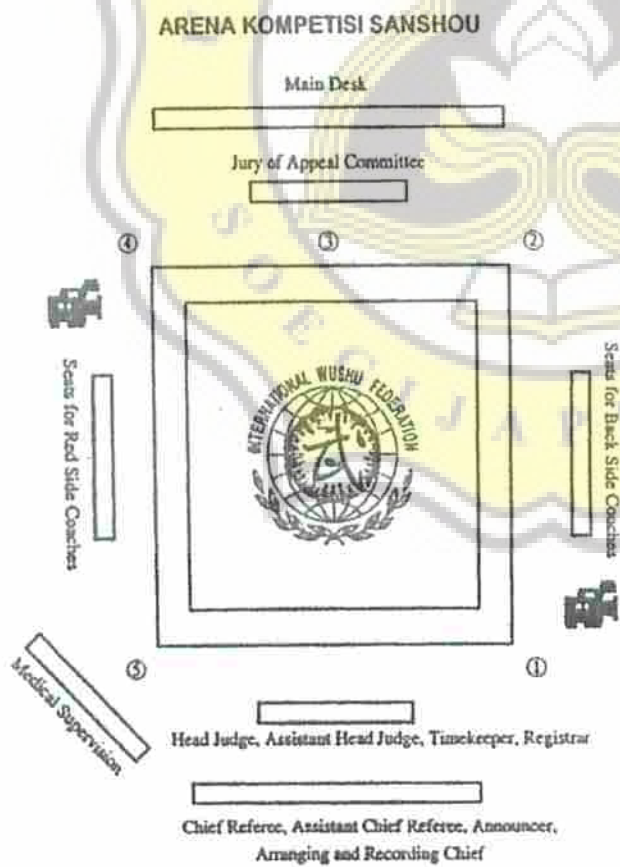 ARENA KOMPETISI SANSHOU
Main Desk
Jury of Appeal Committee
④ ③ ②
Seats for Red Side Coaches
INTERNATIONAL WUSHU FEDERATION
Seats for Back Side Couches
⑤ ①
Medical Supervision
Head Judge, Assistant Head Judge, Timekeeper, Registrar
Chief Referee, Assistant Chief Referee, Announcer,
Arranging and Recording Chief
SOEGIJAP